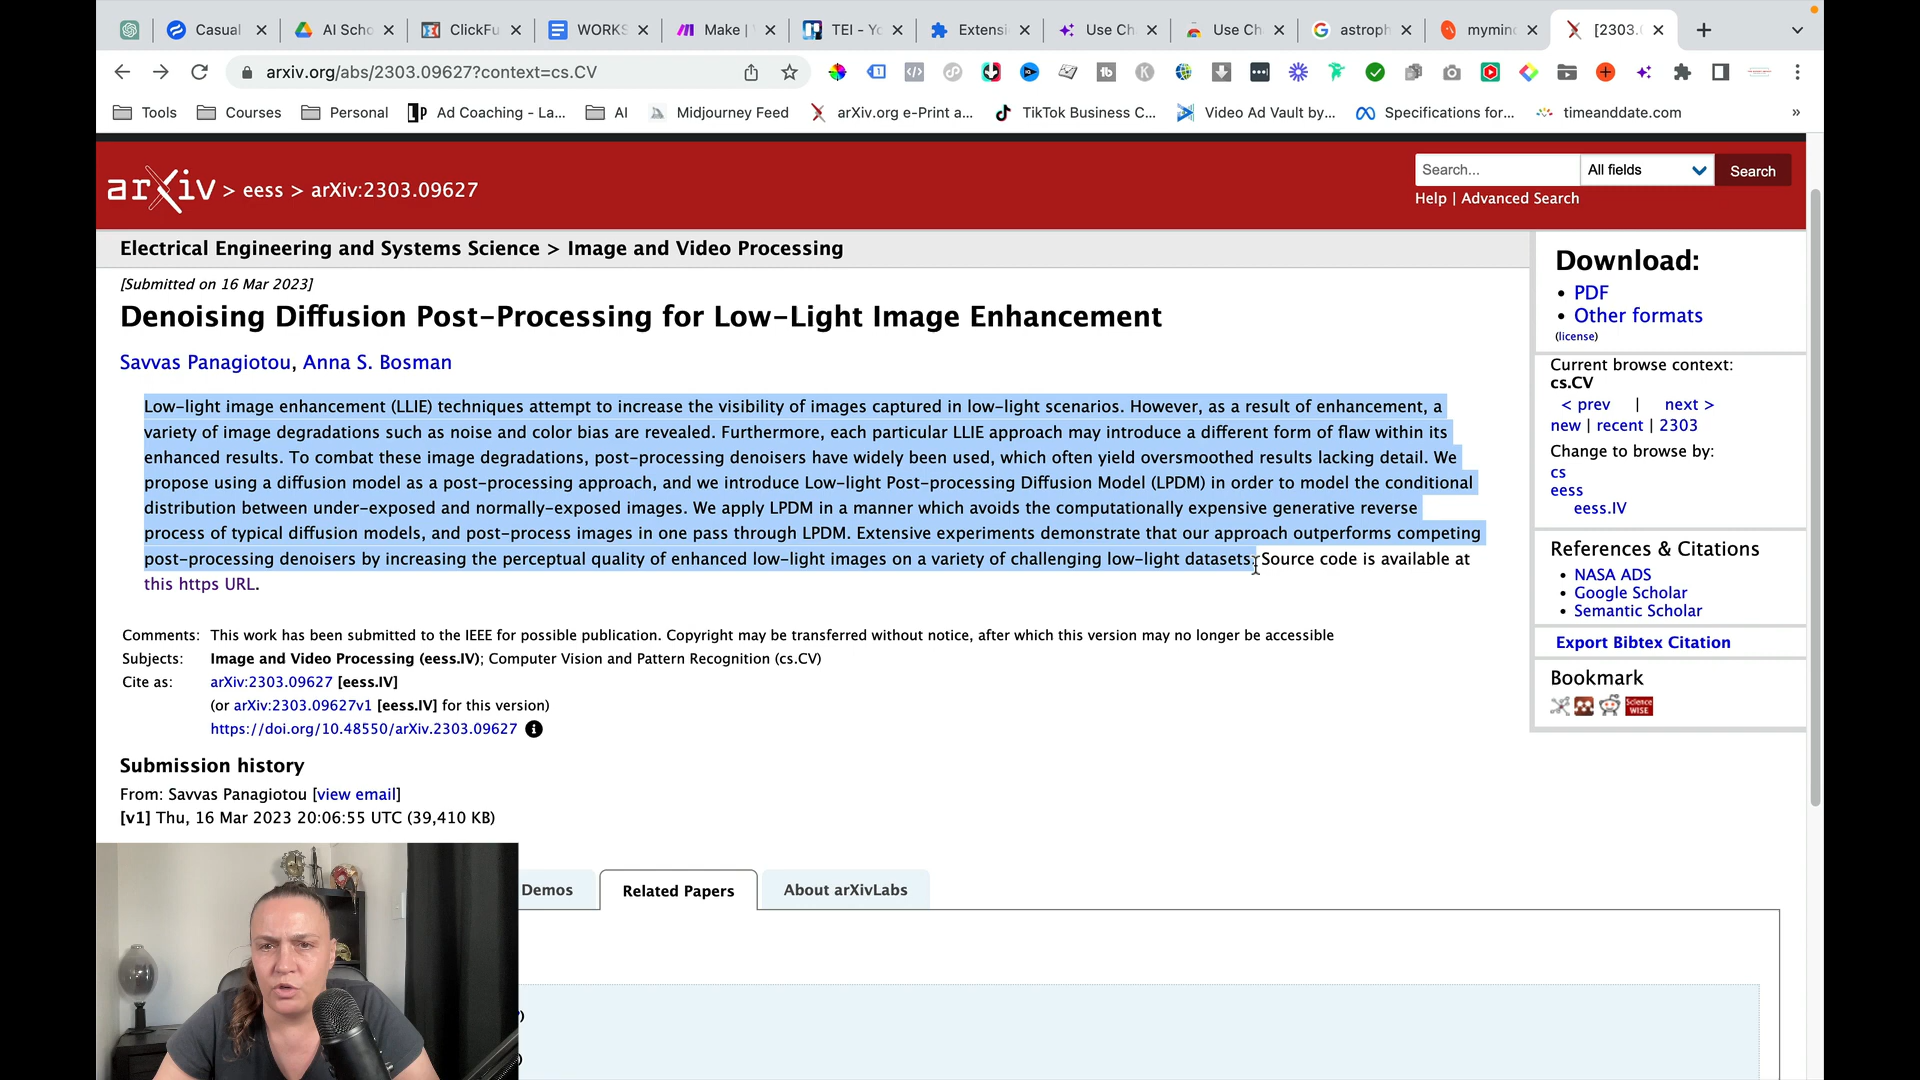 Casual
AI Scho
ClickFu
WORKS
Make |
TEI - Yo
Extensi
Use Ch
Use Ch
astroph
mymind
[2303.
arxiv.org/abs/2303.09627?context=cs.CV
Tools
Courses
Personal
Ad Coaching - La...
AI
Midjourney Feed
arXiv.org e-Print a...
TikTok Business C...
Video Ad Vault by...
Specifications for...
timeanddate.com
»
arXiv > eess > arXiv:2303.09627
Search...
All fields
Search
Help | Advanced Search
Electrical Engineering and Systems Science > Image and Video Processing
[Submitted on 16 Mar 2023]
Denoising Diffusion Post-Processing for Low-Light Image Enhancement
Savvas Panagiotou, Anna S. Bosman
Low-light image enhancement (LLIE) techniques attempt to increase the visibility of images captured in low-light scenarios. However, as a result of enhancement, a
variety of image degradations such as noise and color bias are revealed. Furthermore, each particular LLIE approach may introduce a different form of flaw within its
enhanced results. To combat these image degradations, post-processing denoisers have widely been used, which often yield oversmoothed results lacking detail. We
propose using a diffusion model as a post-processing approach, and we introduce Low-light Post-processing Diffusion Model (LPDM) in order to model the conditional
distribution between under-exposed and normally-exposed images. We apply LPDM in a manner which avoids the computationally expensive generative reverse
process of typical diffusion models, and post-process images in one pass through LPDM. Extensive experiments demonstrate that our approach outperforms competing
post-processing denoisers by increasing the perceptual quality of enhanced low-light images on a variety of challenging low-light datasets. Source code is available at
this https URL.
Comments: This work has been submitted to the IEEE for possible publication. Copyright may be transferred without notice, after which this version may no longer be accessible
Subjects: Image and Video Processing (eess.IV); Computer Vision and Pattern Recognition (cs.CV)
Cite as: arXiv:2303.09627 [eess.IV]
(or arXiv:2303.09627v1 [eess.IV] for this version)
https://doi.org/10.48550/arXiv.2303.09627
Submission history
From: Savvas Panagiotou [view email]
[v1] Thu, 16 Mar 2023 20:06:55 UTC (39,410 KB)
Demos
Related Papers
About arXivLabs
Download:
• PDF
• Other formats
(license)
Current browse context:
cs.CV
< prev | next >
new | recent | 2303
Change to browse by:
cs
eess
eess.IV
References & Citations
• NASA ADS
• Google Scholar
• Semantic Scholar
Export Bibtex Citation
Bookmark
Science
WISE